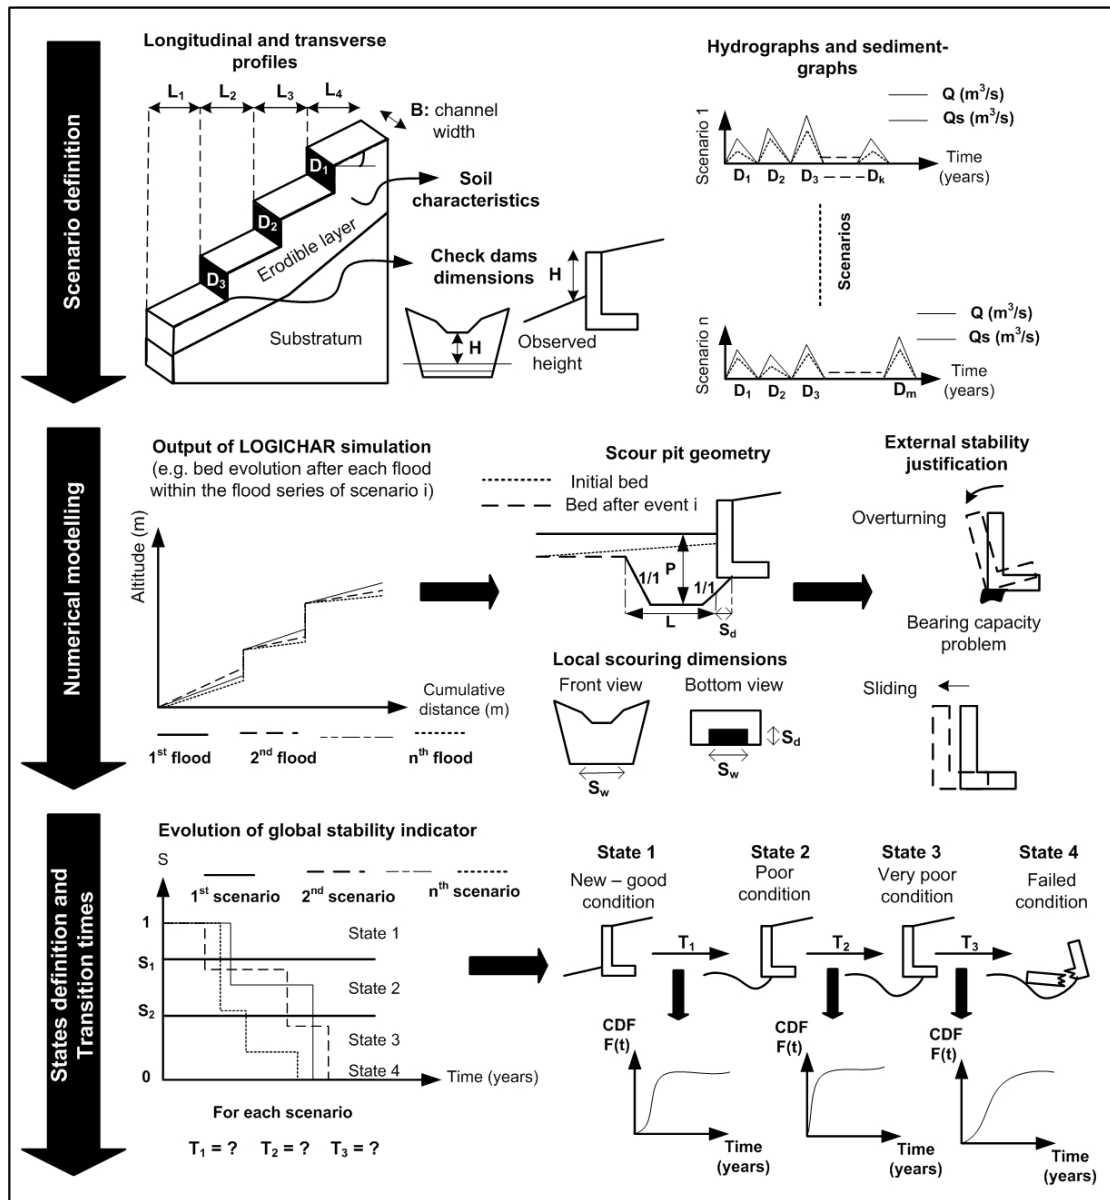 Scenario definition
Longitudinal and transverse
profiles
L1 L2 L3 L4
B: channel
width
D1
D2
D3
Soil
characteristics
Erodible layer
Check dams
dimensions
Substratum
H
H
Observed
height
Hydrographs and sediment-
graphs
Scenario 1
Q (m³/s)
Qs (m³/s)
Time
(years)
D1 D2 D3 Dk
Scenarios
Scenario n
Q (m³/s)
Qs (m³/s)
Time
(years)
D1 D2 D3 Dm
Numerical modelling
Output of LOGICHAR simulation
(e.g. bed evolution after each flood
within the flood series of scenario i)
Altitude (m)
Cumulative
distance (m)
1st flood 2nd flood nth flood
Scour pit geometry
Initial bed
Bed after event i
1/1 P 1/1
L Sd
Local scouring dimensions
Front view Bottom view
Sw
Sw
Sd
External stability
justification
Overturning
Bearing capacity
problem
Sliding
States definition and
Transition times
Evolution of global stability indicator
S
1st scenario 2nd scenario nth scenario
1
State 1
S1
State 2
S2
State 3
State 4
0
Time (years)
For each scenario
T1 = ? T2 = ? T3 = ?
State 1 State 2 State 3 State 4
New – good
condition
Poor
condition
Very poor
condition
Failed
condition
T1 T2 T3
CDF
F(t)
Time
(years)
CDF
F(t)
Time
(years)
CDF
F(t)
Time
(years)